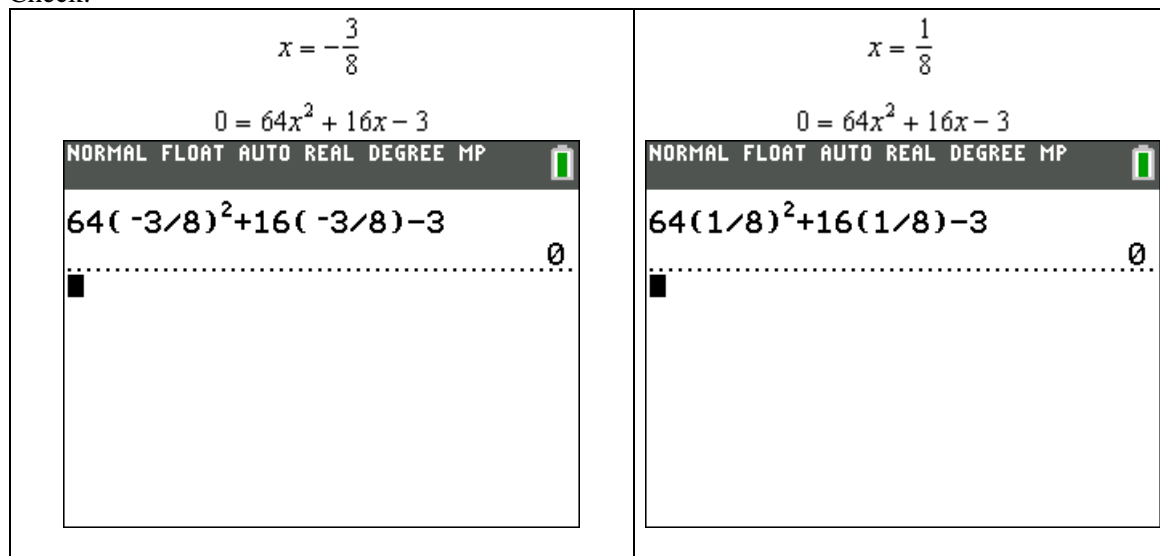 x = -\frac{3}{8}
0 = 64x² + 16x − 3
NORMAL FLOAT AUTO REAL DEGREE MP
64(⁻3/8)²+16(⁻3/8)−3
0
x = \frac{1}{8}
0 = 64x² + 16x − 3
NORMAL FLOAT AUTO REAL DEGREE MP
64(1/8)²+16(1/8)−3
0